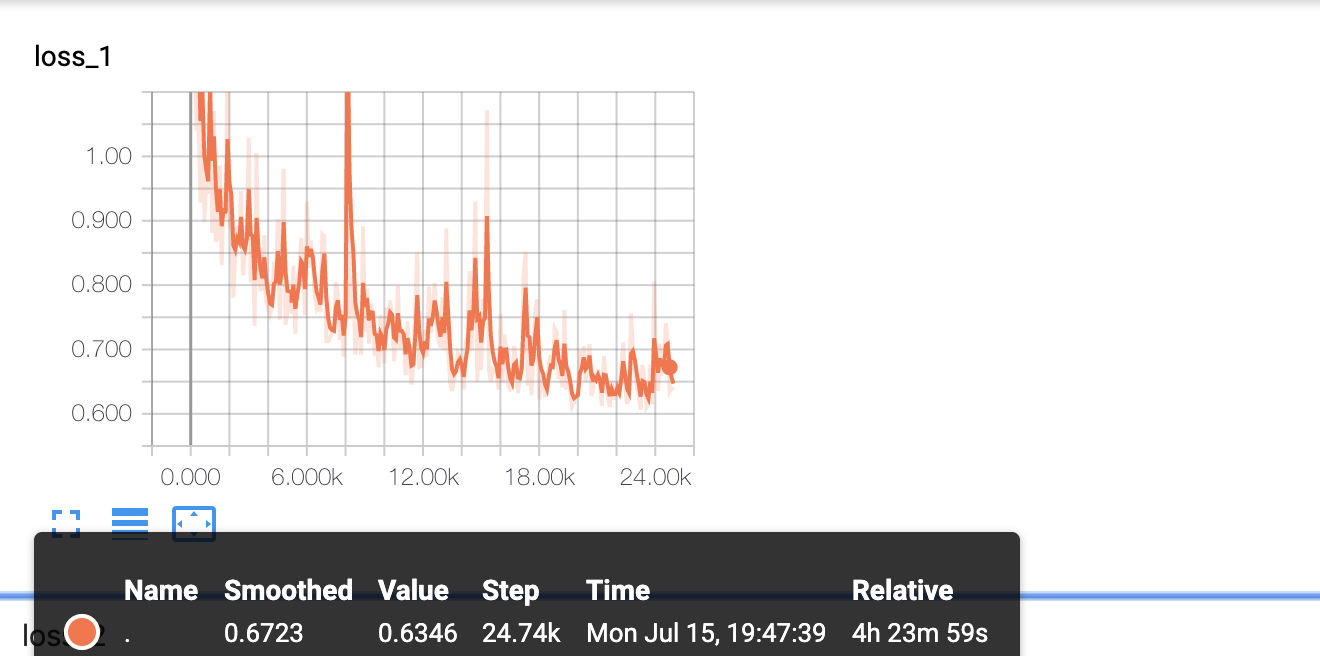 loss_1
1.00
0.900
0.800
0.700
0.600
0.000 6.000k 12.00k 18.00k 24.00k
Name Smoothed Value Step Time Relative
. 0.6723 0.6346 24.74k Mon Jul 15, 19:47:39 4h 23m 59s